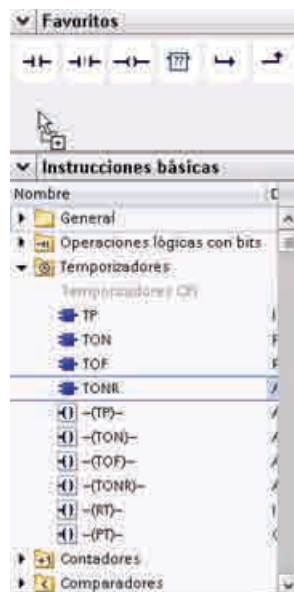 Favoritos
??
Instrucciones básicas
Nombre
General
Operaciones lógicas con bits
Temporizadores
Temporizadores CEI
TP
TON
TOF
TONR
-(TP)-
-(TON)-
-(TOF)-
-(TONR)-
-(RT)-
-(PT)-
Contadores
Comparadores